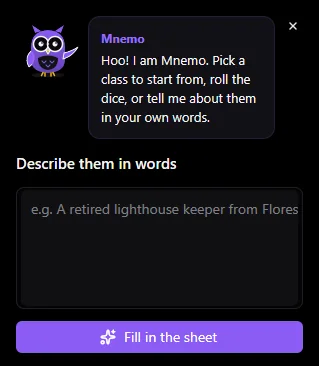 Mnemo
Hoo! I am Mnemo. Pick a
class to start from, roll the
dice, or tell me about them
in your own words.
Describe them in words
e.g. A retired lighthouse keeper from Flores
Fill in the sheet